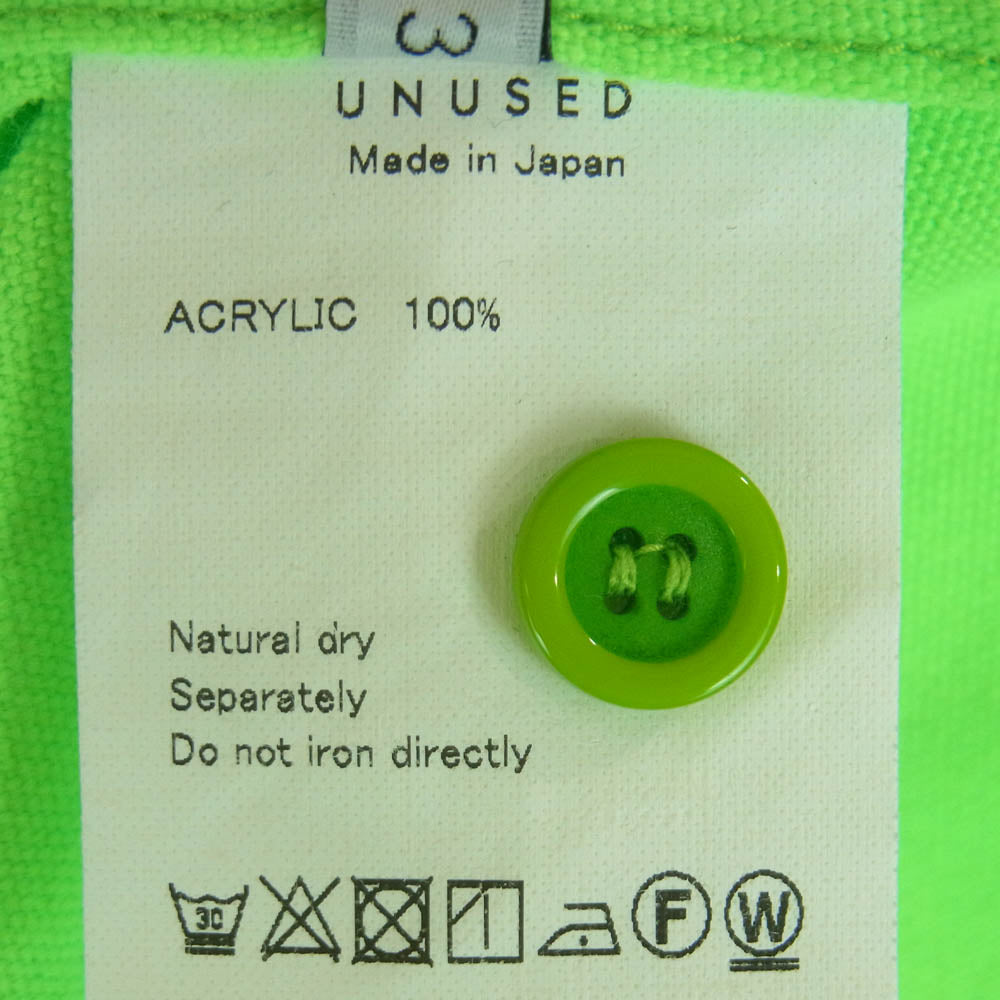 3
UNUSED
Made in Japan
ACRYLIC 100%
Natural dry
Separately
Do not iron directly
30 F W